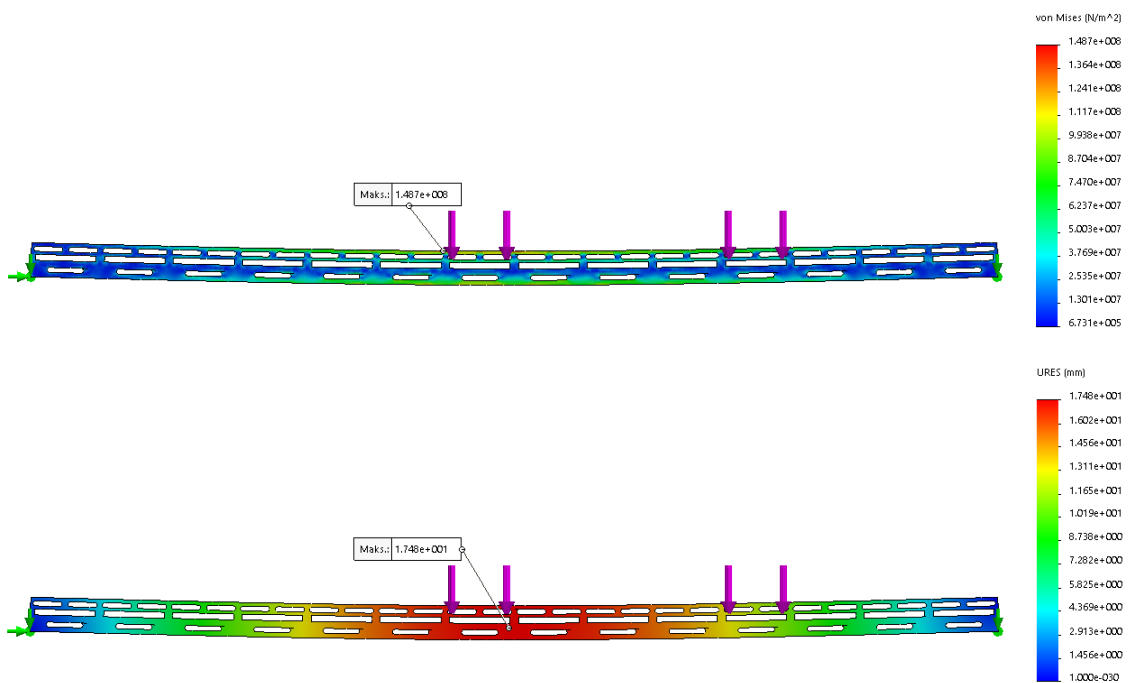 von Mises (N/m^2)
1.487e+008
1.364e+008
1.241e+008
1.117e+008
9.938e+007
8.704e+007
7.470e+007
6.237e+007
5.003e+007
3.769e+007
2.535e+007
1.301e+007
6.731e+005
Maks.: 1.487e+008
URES (mm)
1.748e+001
1.602e+001
1.456e+001
1.311e+001
1.165e+001
1.019e+001
8.738e+000
7.282e+000
5.825e+000
4.369e+000
2.913e+000
1.456e+000
1.000e-030
Maks.: 1.748e+001